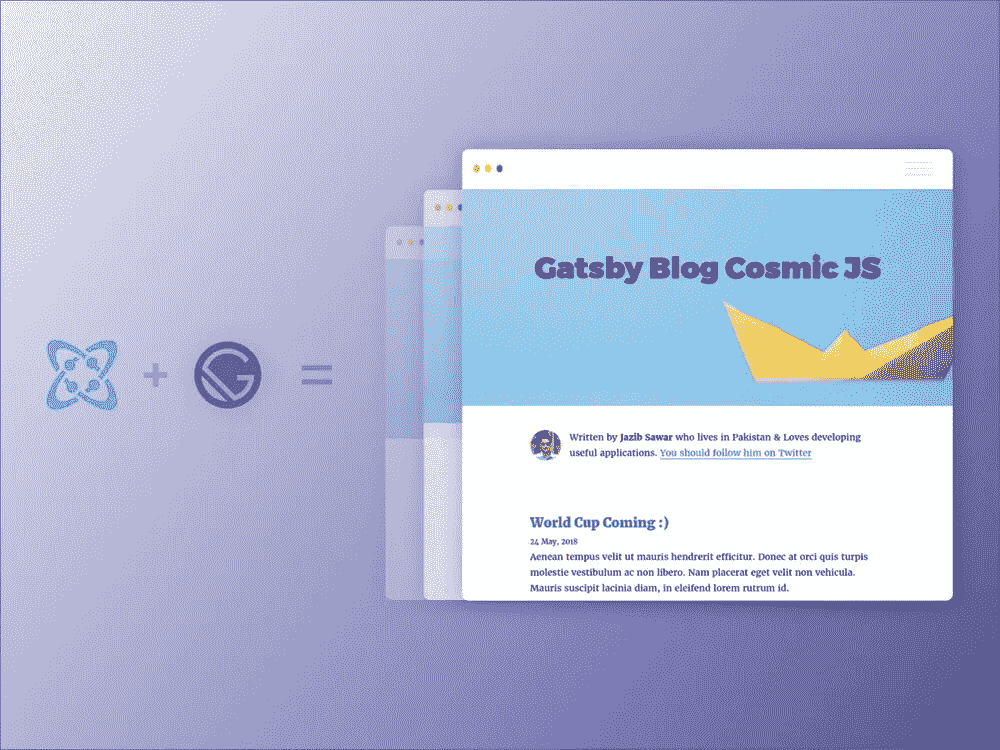 +
=
Gatsby Blog Cosmic JS
Written by Jazib Sawar who lives in Pakistan & Loves developing
useful applications. You should follow him on Twitter
World Cup Coming :)
24 May, 2018
Aenean tempus velit ut mauris hendrerit efficitur. Donec at orci quis turpis
molestie vestibulum ac non libero. Nam placerat eget velit non vehicula.
Mauris suscipit lacinia diam, in eleifend lorem rutrum id.